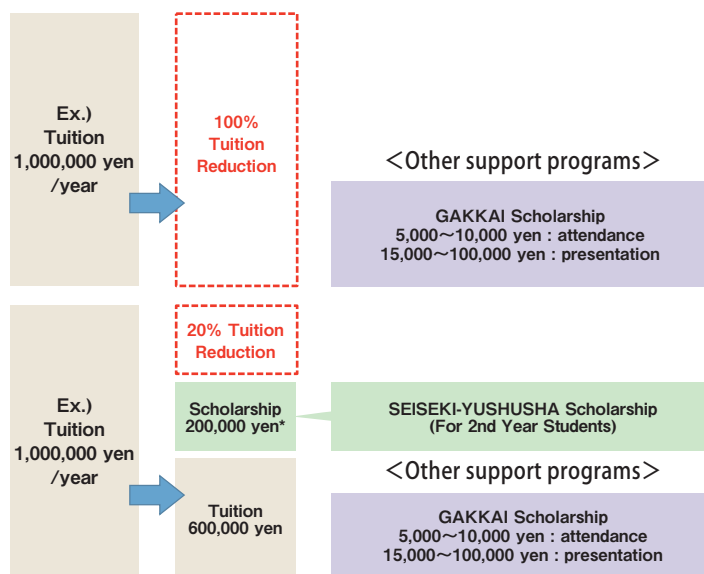 Ex.)
Tuition
1,000,000 yen
/year
100%
Tuition
Reduction
<Other support programs>
GAKKAI Scholarship
5,000～10,000 yen : attendance
15,000～100,000 yen : presentation
Ex.)
Tuition
1,000,000 yen
/year
20% Tuition
Reduction
Scholarship
200,000 yen*
SEISEKI-YUSHUSHA Scholarship
(For 2nd Year Students)
Tuition
600,000 yen
<Other support programs>
GAKKAI Scholarship
5,000～10,000 yen : attendance
15,000～100,000 yen : presentation